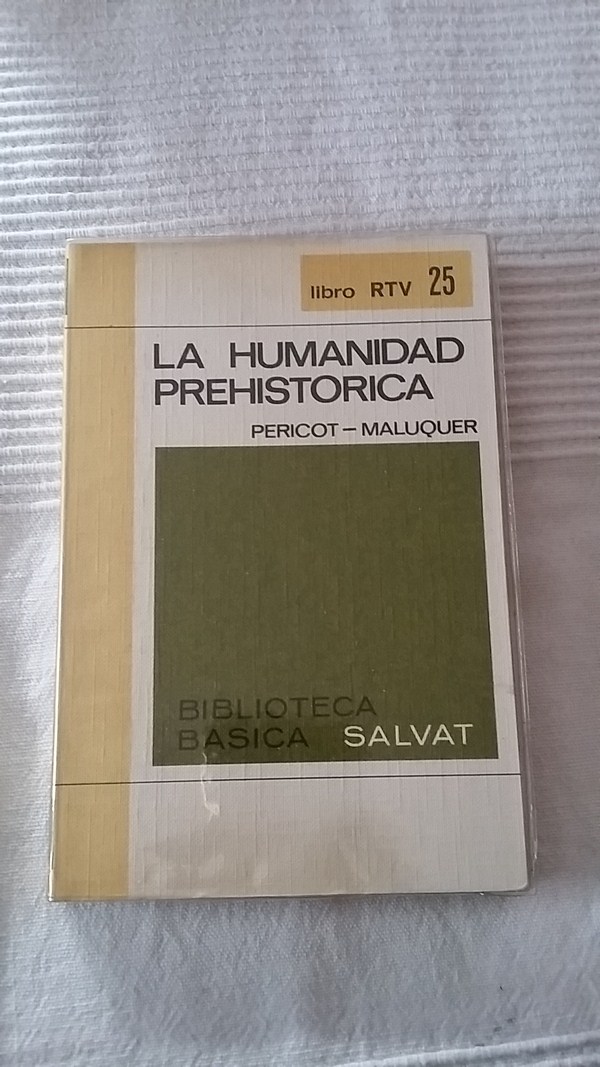 libro RTV 25
LA HUMANIDAD
PREHISTORICA
PERICOT – MALUQUER
BIBLIOTECA
BASICA SALVAT